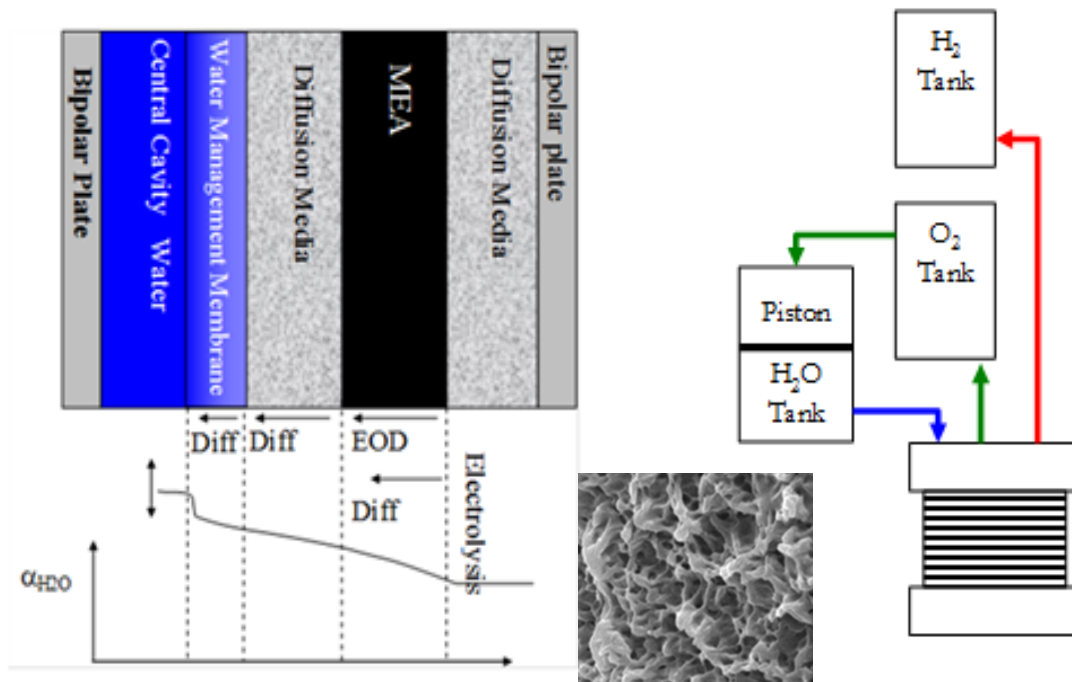 Bipolar Plate
Central Cavity Water
Water Management Membrane
Diffusion Media
MEA
Diffusion Media
Bipolar plate
Diff
Diff
EOD
Diff
Electrolysis
αH2O
H2
Tank
O2
Tank
Piston
H2O
Tank